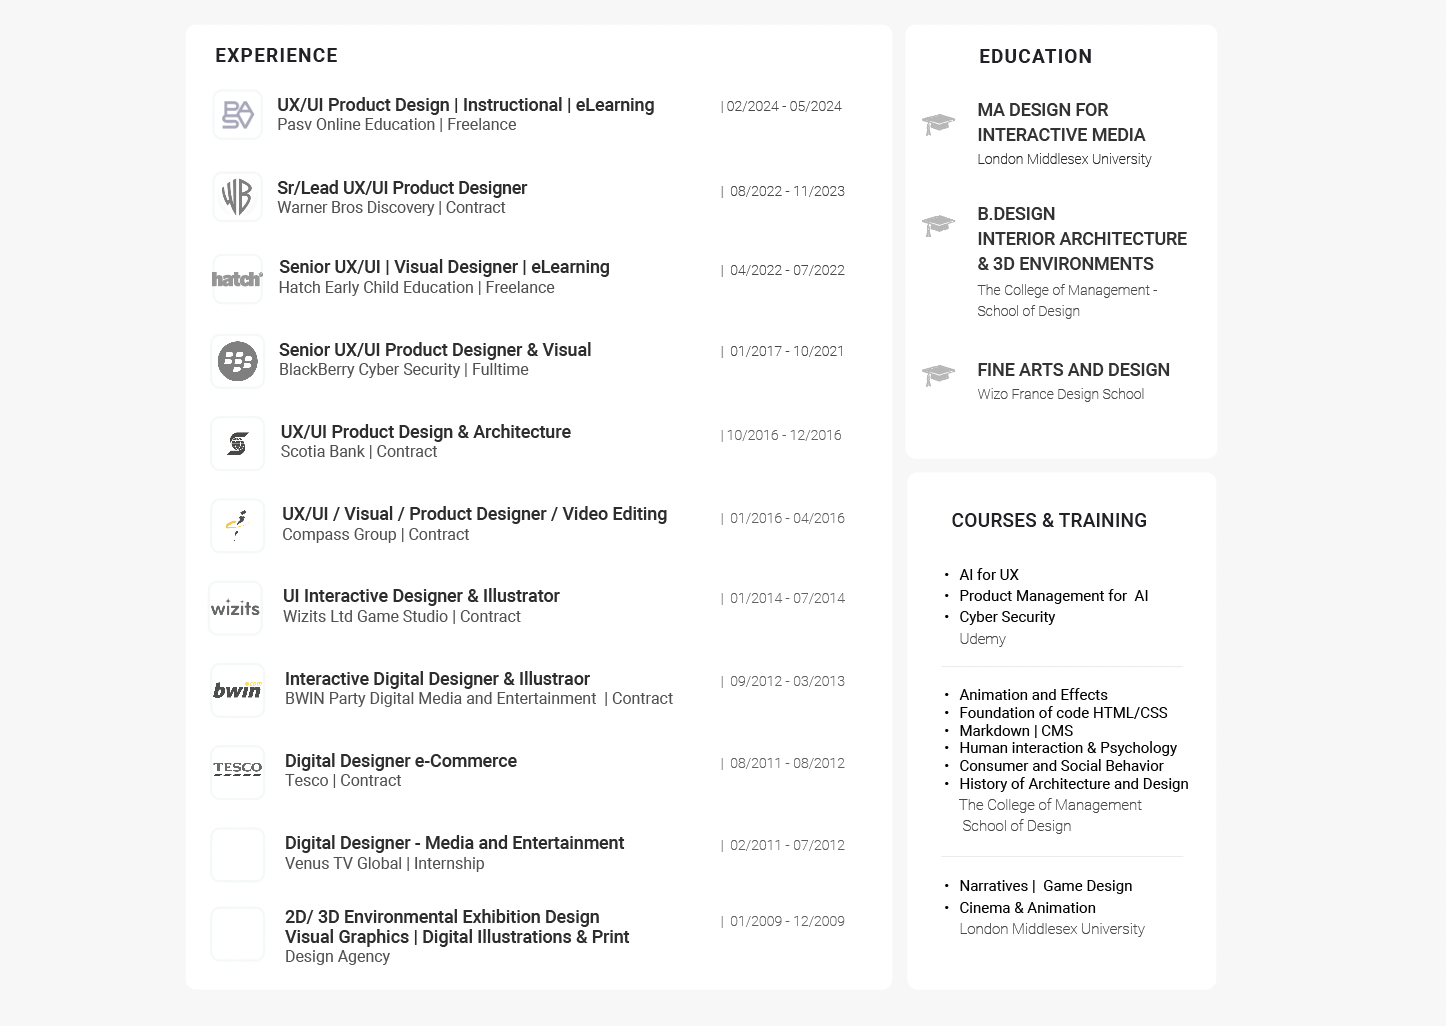 EXPERIENCE
UX/UI Product Design | Instructional | eLearning
| 02/2024 - 05/2024
Pasv Online Education | Freelance
Sr/Lead UX/UI Product Designer
| 08/2022 - 11/2023
Warner Bros Discovery | Contract
hatch
Senior UX/UI | Visual Designer | eLearning
| 04/2022 - 07/2022
Hatch Early Child Education | Freelance
Senior UX/UI Product Designer & Visual
| 01/2017 - 10/2021
BlackBerry Cyber Security | Fulltime
UX/UI Product Design & Architecture
| 10/2016 - 12/2016
Scotia Bank | Contract
UX/UI / Visual / Product Designer / Video Editing
| 01/2016 - 04/2016
Compass Group | Contract
wizits
UI Interactive Designer & Illustrator
| 01/2014 - 07/2014
Wizits Ltd Game Studio | Contract
bwin
Interactive Digital Designer & Illustraor
| 09/2012 - 03/2013
BWIN Party Digital Media and Entertainment | Contract
TESCO
Digital Designer e-Commerce
| 08/2011 - 08/2012
Tesco | Contract
Digital Designer - Media and Entertainment
| 02/2011 - 07/2012
Venus TV Global | Internship
2D/ 3D Environmental Exhibition Design
| 01/2009 - 12/2009
Visual Graphics | Digital Illustrations & Print
Design Agency
EDUCATION
MA DESIGN FOR
INTERACTIVE MEDIA
London Middlesex University
B.DESIGN
INTERIOR ARCHITECTURE
& 3D ENVIRONMENTS
The College of Management -
School of Design
FINE ARTS AND DESIGN
Wizo France Design School
COURSES & TRAINING
• AI for UX
• Product Management for AI
• Cyber Security
Udemy
• Animation and Effects
• Foundation of code HTML/CSS
• Markdown | CMS
• Human interaction & Psychology
• Consumer and Social Behavior
• History of Architecture and Design
The College of Management
School of Design
• Narratives | Game Design
• Cinema & Animation
London Middlesex University